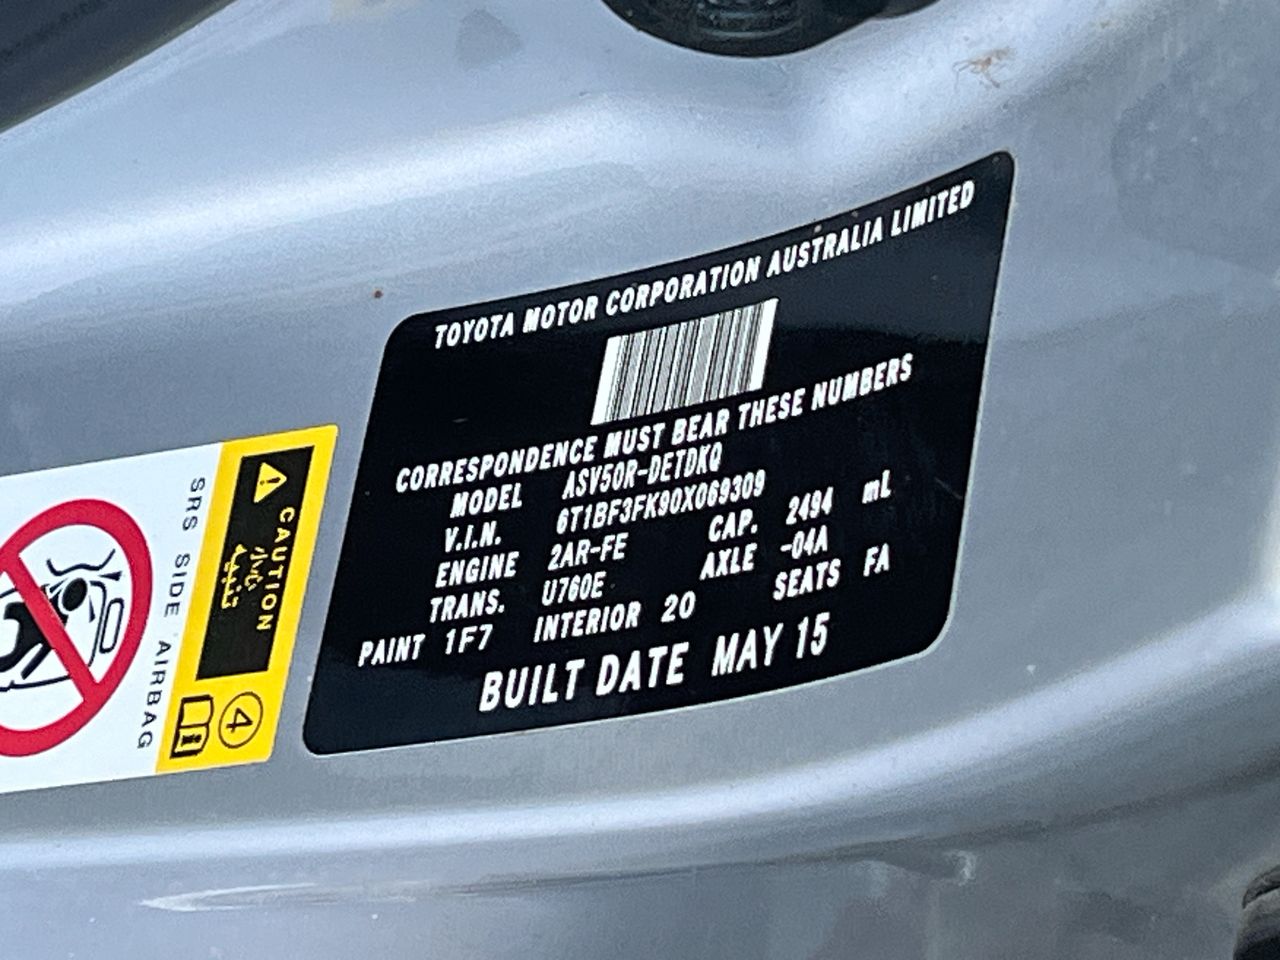 TOYOTA MOTOR CORPORATION AUSTRALIA LIMITED
CORRESPONDENCE MUST BEAR THESE NUMBERS
MODEL ASV50R-DETDKQ
V.I.N. 6T1BF3FK90X069309
ENGINE 2AR-FE CAP. 2494 mL
TRANS. U760E AXLE -04A
PAINT 1F7 INTERIOR 20 SEATS FA
BUILT DATE MAY 15
SRS SIDE AIRBAG
CAUTION
4
i